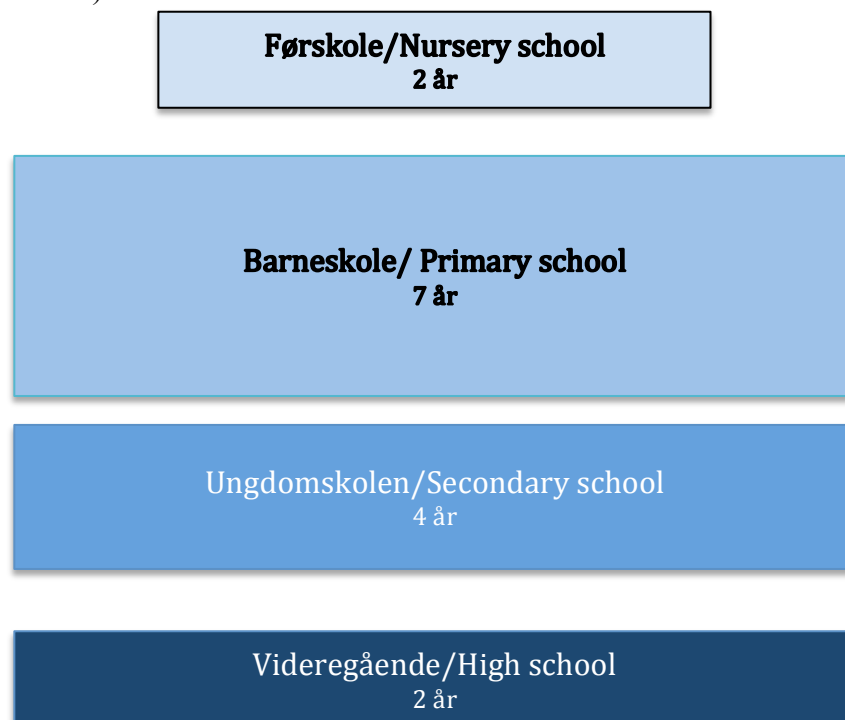 Førskole/Nursery school
2 år
Barneskole/ Primary school
7 år
Ungdomskolen/Secondary school
4 år
Videregående/High school
2 år